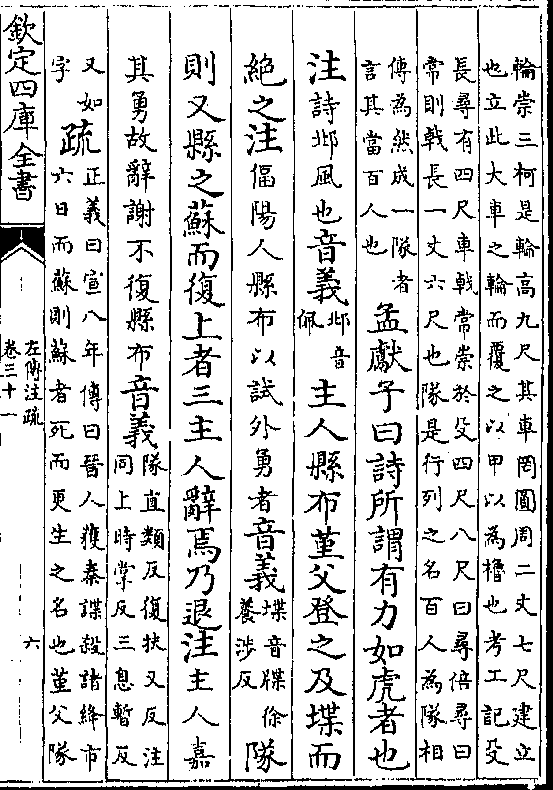 輪崇三柯是輪高九尺其車罔圓周二丈七尺建立
也立此大車之輪而覆之以甲以為櫓也考工記殳
長尋有四尺車戟常崇於殳四尺八尺曰尋倍尋曰
常則戟長一丈六尺也隊是行列之名百人為隊相
傳為然成一隊者
言其當百人也
孟獻子曰詩所謂有力如虎者也
注詩邶風也音義邶音
佩
主人縣布堇父登之及堞而
絕之注偪陽人縣布以試外勇者音義堞音牒徐
養涉反
隊
則又縣之蘇而復上者三主人辭焉乃退注主人嘉
其勇故辭謝不復縣布音義隊直類反復扶又反注
同上時掌反三息暫反
又如
字
疏正義曰宣八年傳曰晉人獲秦諜殺諸絳市
六日而蘇則蘇者死而更生之名也堇父隊
欽定四庫全書
左傳注疏
卷三十一
六